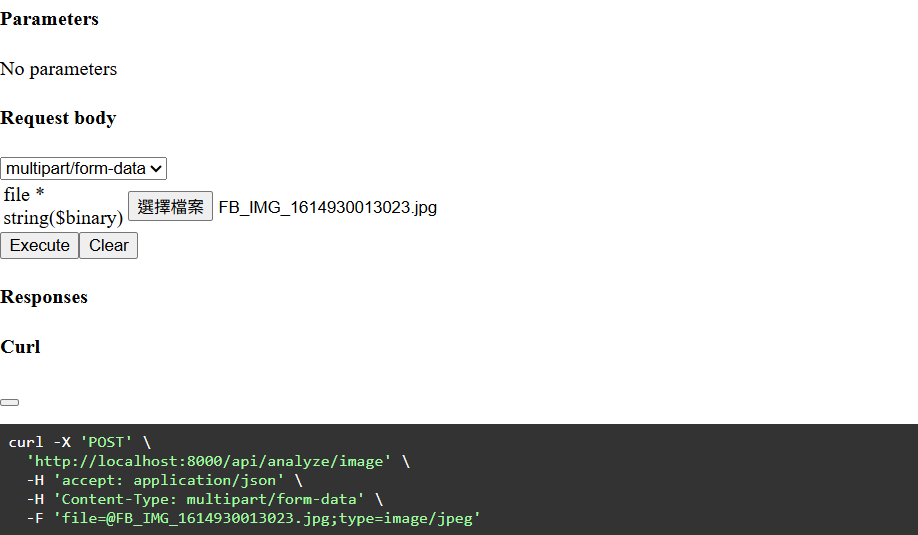 Parameters
No parameters
Request body
multipart/form-data
file *
string($binary)
選擇檔案 FB_IMG_1614930013023.jpg
Execute Clear
Responses
Curl
curl -X 'POST' \
  'http://localhost:8000/api/analyze/image' \
  -H 'accept: application/json' \
  -H 'Content-Type: multipart/form-data' \
  -F 'file=@FB_IMG_1614930013023.jpg;type=image/jpeg'